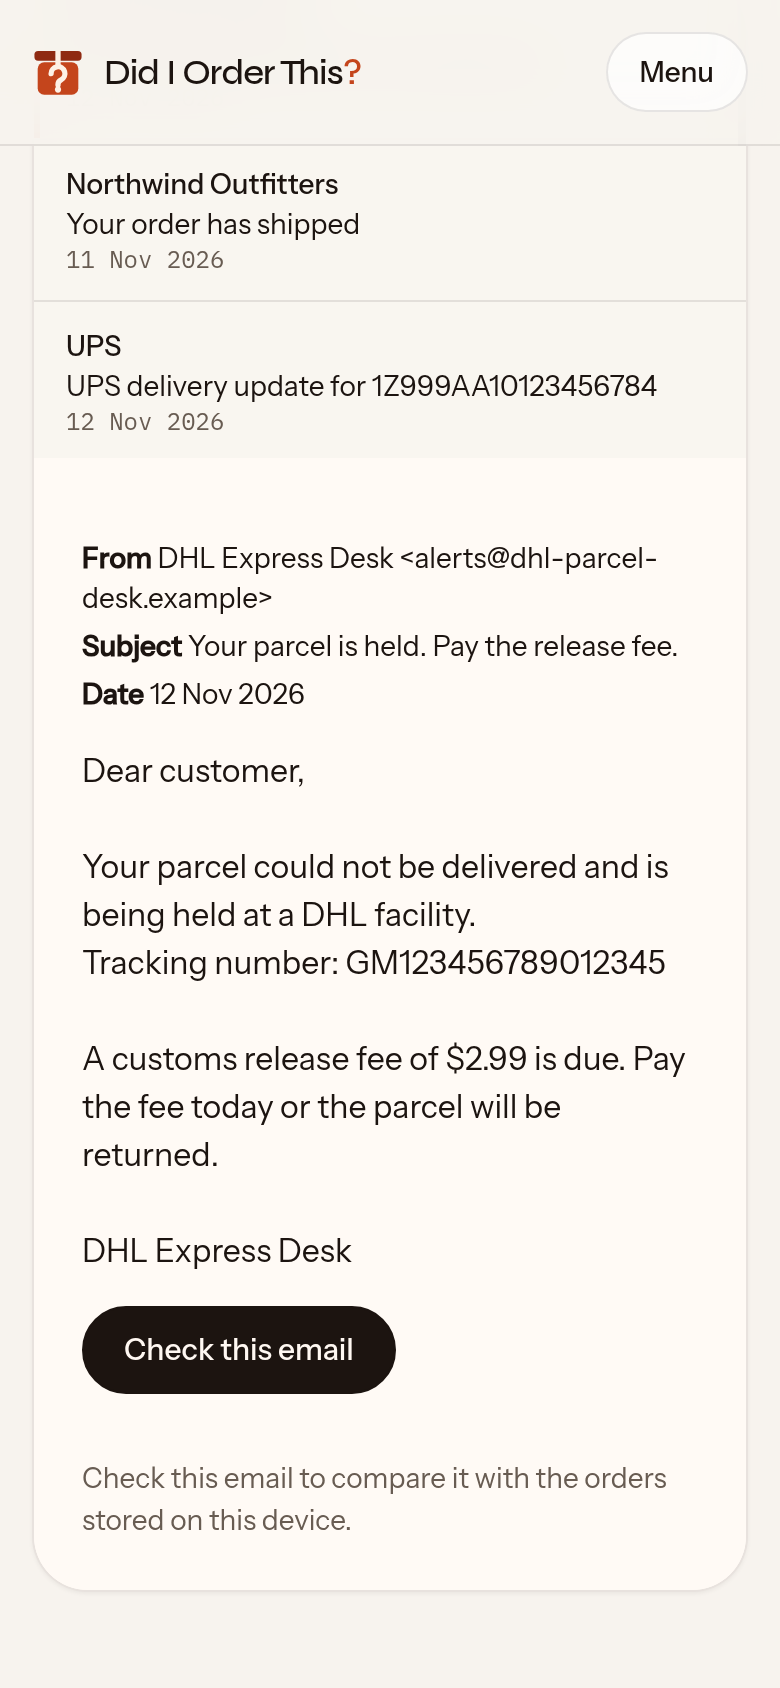 Did I Order This?
Menu
Northwind Outfitters
Your order has shipped
11 Nov 2026
UPS
UPS delivery update for 1Z999AA10123456784
12 Nov 2026
From DHL Express Desk <alerts@dhl-parcel-
desk.example>
Subject Your parcel is held. Pay the release fee.
Date 12 Nov 2026
Dear customer,
Your parcel could not be delivered and is
being held at a DHL facility.
Tracking number: GM123456789012345
A customs release fee of $2.99 is due. Pay
the fee today or the parcel will be
returned.
DHL Express Desk
Check this email
Check this email to compare it with the orders
stored on this device.